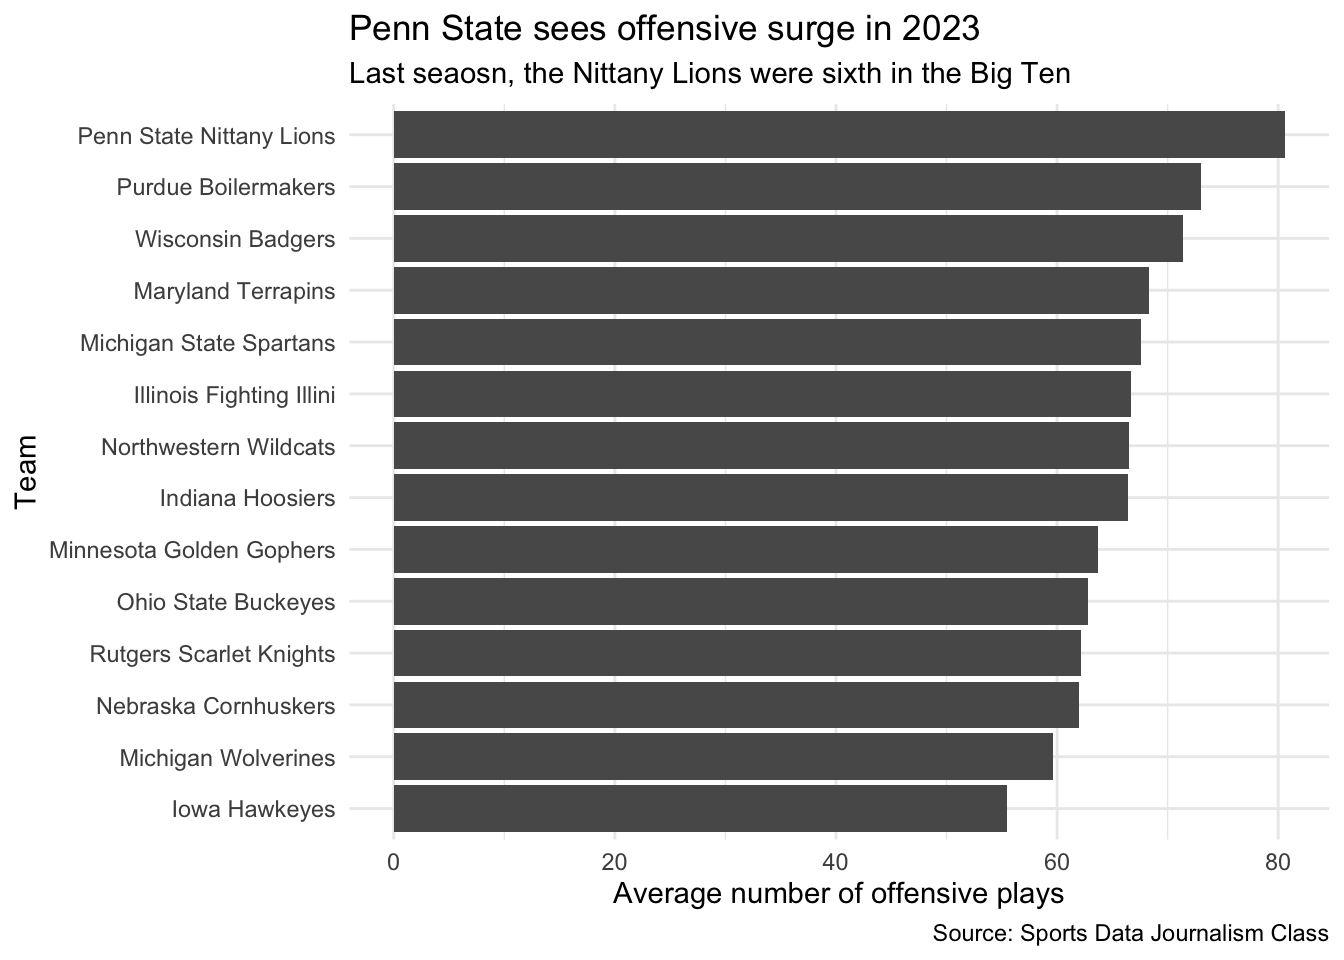 Penn State sees offensive surge in 2023
Last seaosn, the Nittany Lions were sixth in the Big Ten
Team
Penn State Nittany Lions
Purdue Boilermakers
Wisconsin Badgers
Maryland Terrapins
Michigan State Spartans
Illinois Fighting Illini
Northwestern Wildcats
Indiana Hoosiers
Minnesota Golden Gophers
Ohio State Buckeyes
Rutgers Scarlet Knights
Nebraska Cornhuskers
Michigan Wolverines
Iowa Hawkeyes
0 20 40 60 80
Average number of offensive plays
Source: Sports Data Journalism Class